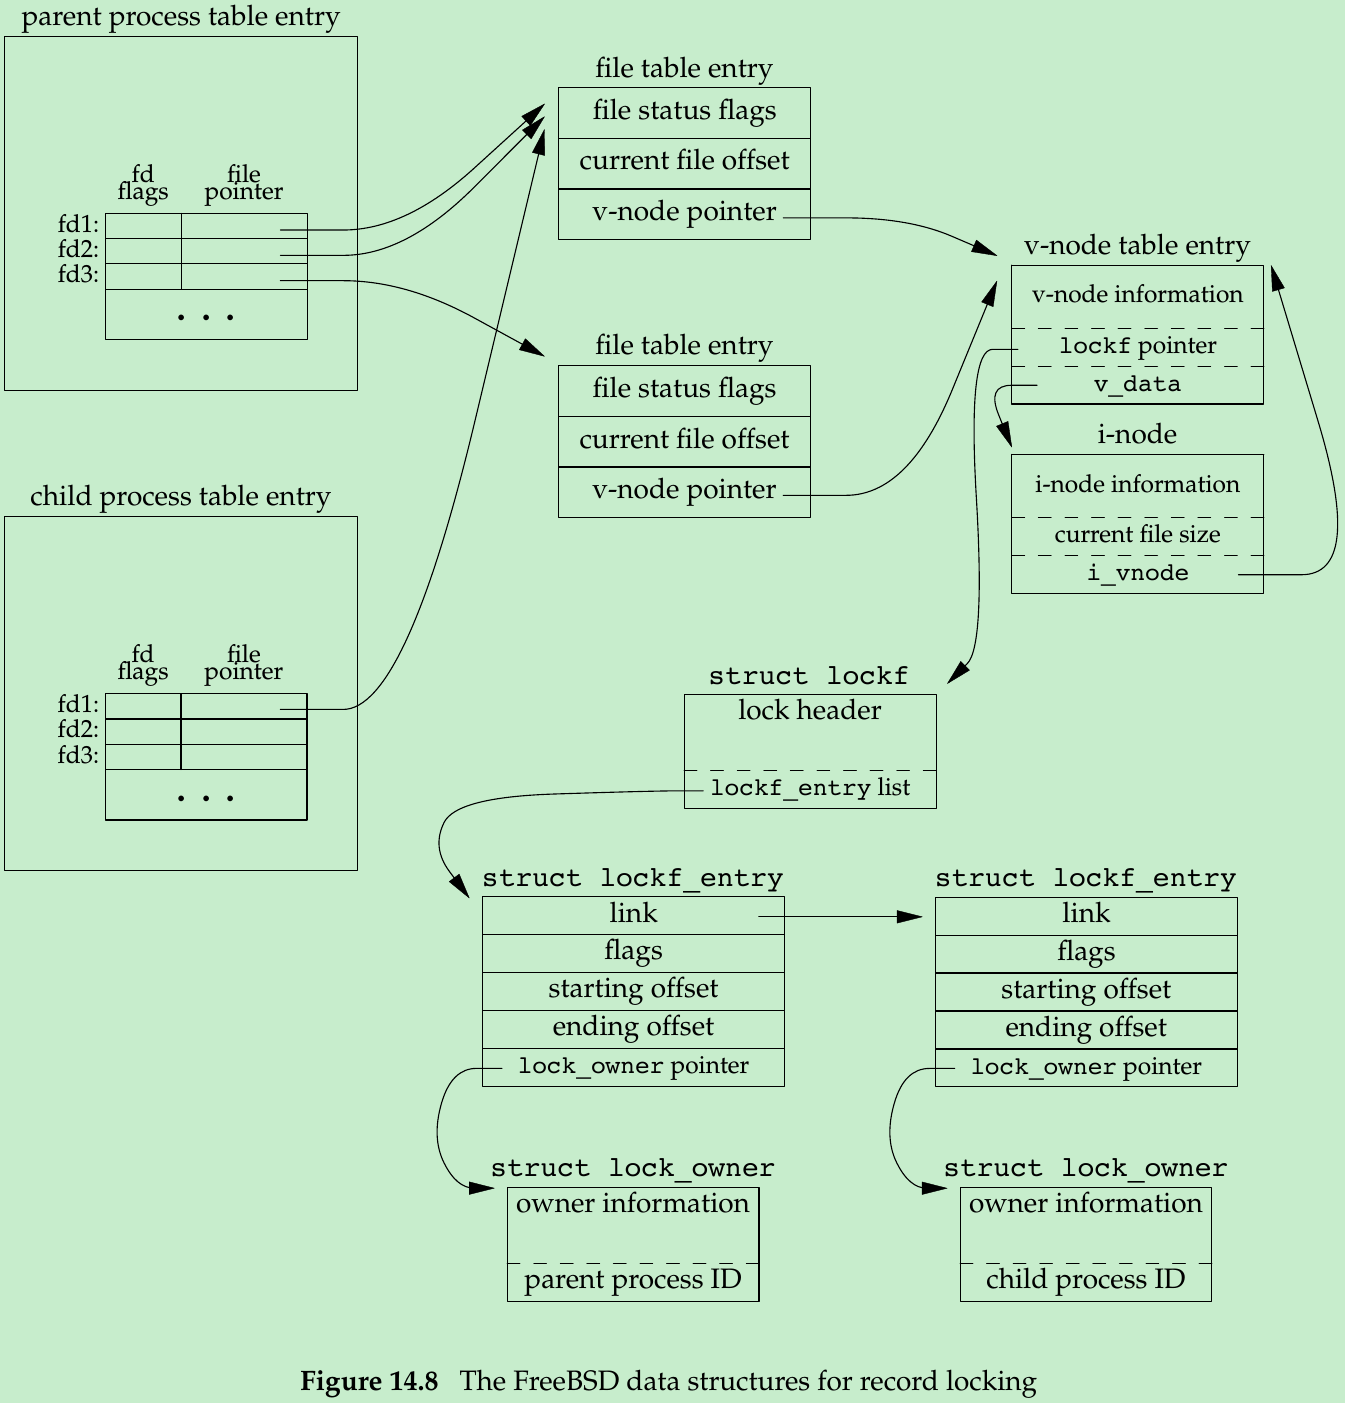 parent process table entry
fd
flags
file
pointer
fd1:
fd2:
fd3:
. . .
file table entry
file status flags
current file offset
v-node pointer
v-node table entry
v-node information
lockf pointer
v_data
file table entry
file status flags
current file offset
v-node pointer
i-node
i-node information
current file size
i_vnode
child process table entry
fd
flags
file
pointer
fd1:
fd2:
fd3:
. . .
struct lockf
lock header
lockf_entry list
struct lockf_entry
link
flags
starting offset
ending offset
lock_owner pointer
struct lockf_entry
link
flags
starting offset
ending offset
lock_owner pointer
struct lock_owner
owner information
parent process ID
struct lock_owner
owner information
child process ID
Figure 14.8 The FreeBSD data structures for record locking